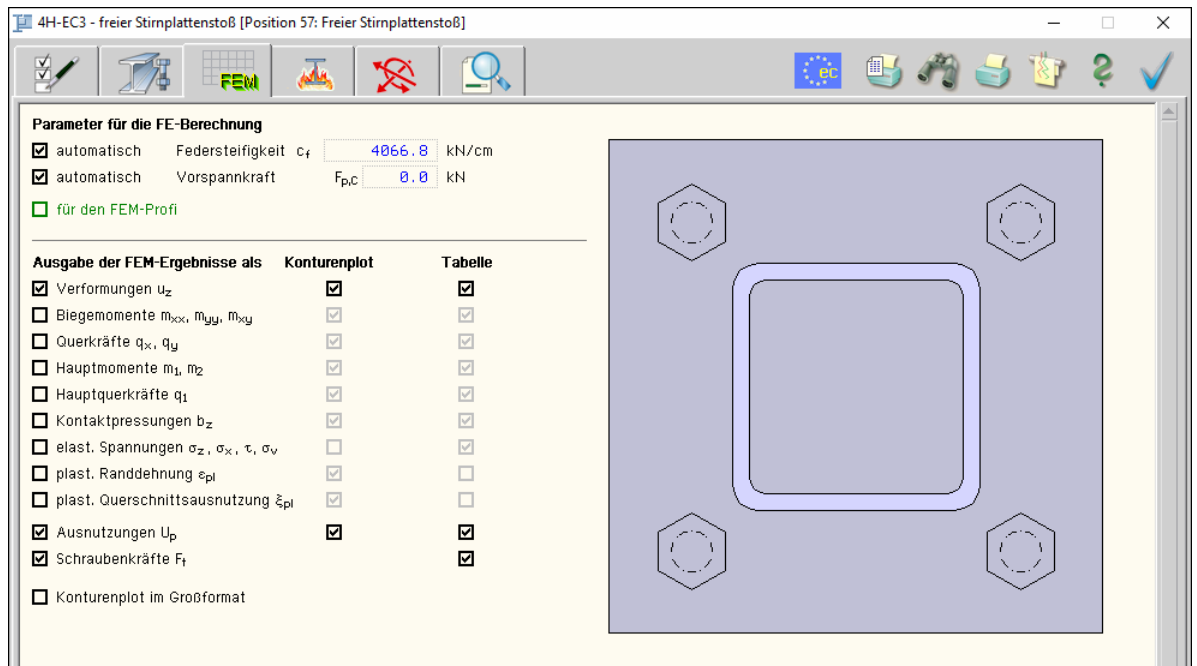 4H-EC3 - freier Stirnplattenstoß [Position 57: Freier Stirnplattenstoß]
FEM
ec
Parameter für die FE-Berechnung
automatisch Federsteifigkeit cf 4066.8 kN/cm
automatisch Vorspannkraft Fp,C 0.0 kN
für den FEM-Profi
Ausgabe der FEM-Ergebnisse als Konturenplot Tabelle
Verformungen uz
Biegemomente mxx, myy, mxy
Querkräfte qx, qy
Hauptmomente m1, m2
Hauptquerkräfte q1
Kontaktpressungen bz
elast. Spannungen σz, σx, τ, σv
plast. Randdehnung εpl
plast. Querschnittsausnutzung ξpl
Ausnutzungen Up
Schraubenkräfte Ft
Konturenplot im Großformat